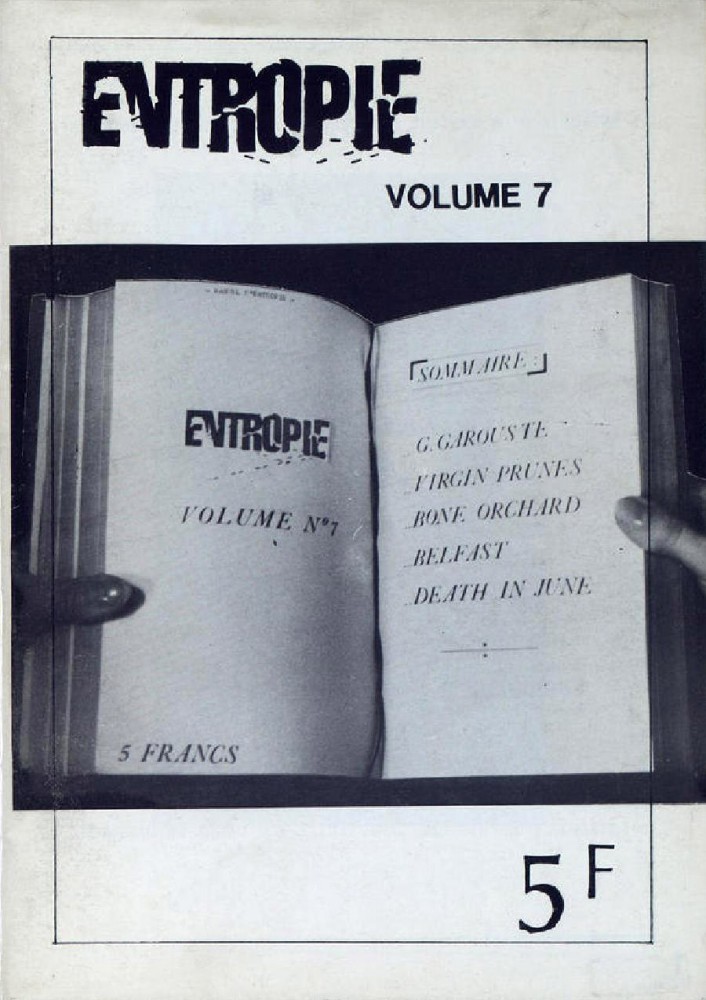 ENTROPIE
VOLUME 7
ENTROPIE
VOLUME N°7
5 FRANCS
SOMMAIRE :
G.GAROUSTE
VIRGIN PRUNES
BONE ORCHARD
BELFAST
DEATH IN JUNE
5 F